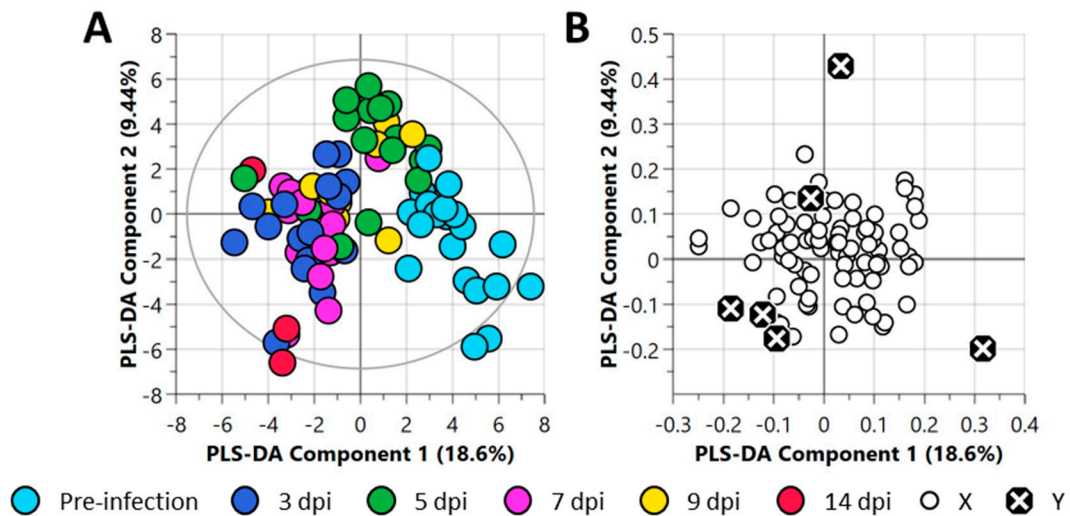 A
B
8
6
4
2
0
-2
-4
-6
-8
PLS-DA Component 2 (9.44%)
-8 -6 -4 -2 0 2 4 6 8
PLS-DA Component 1 (18.6%)
0.5
0.4
0.3
0.2
0.1
0
-0.1
-0.2
PLS-DA Component 2 (9.44%)
-0.3 -0.2 -0.1 0 0.1 0.2 0.3 0.4
PLS-DA Component 1 (18.6%)
Pre-infection 3 dpi 5 dpi 7 dpi 9 dpi 14 dpi X Y